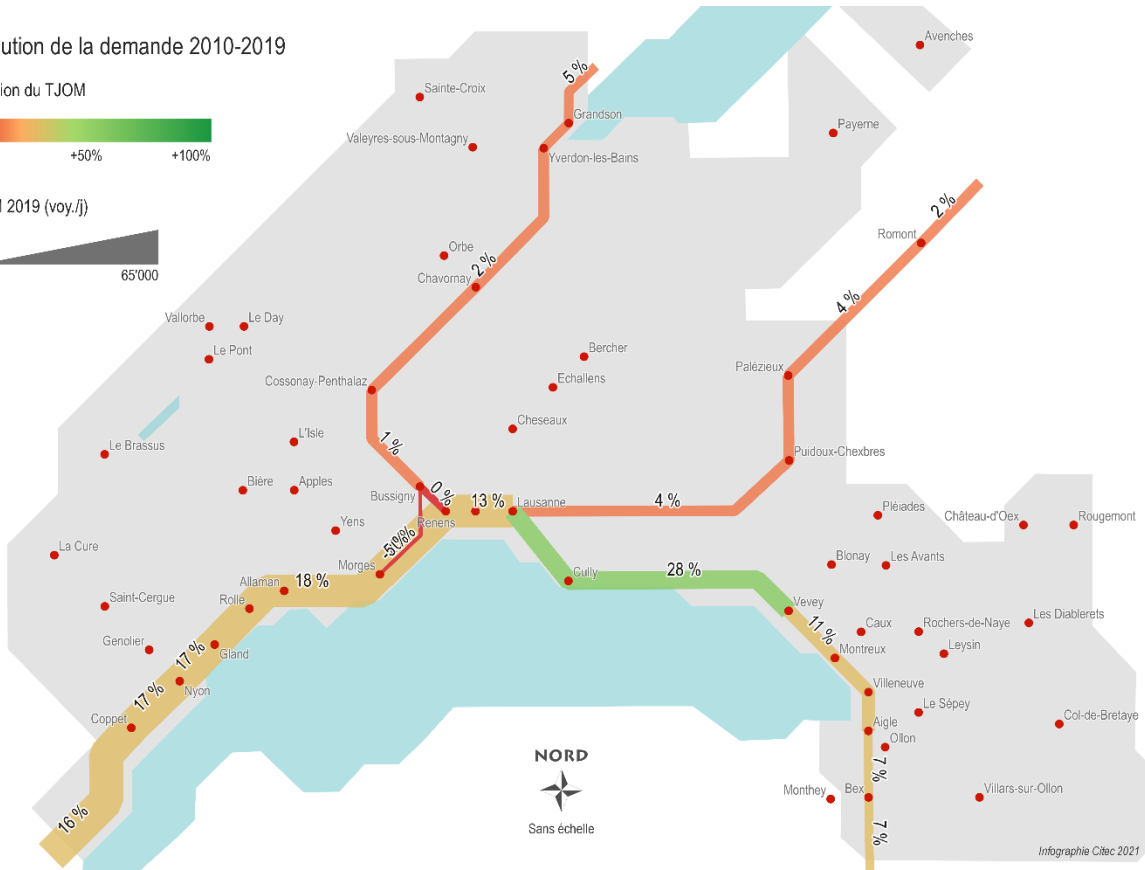 ution de la demande 2010-2019
ion du TJOM
+50%
+100%
2019 (voy./j)
65'000
Avenches
5 %
Sainte-Croix
Grandson
Payerne
Valeyres-sous-Montagny
Yverdon-les-Bains
2 %
Romont
Orbe
2 %
Chavornay
4 %
Vallorbe
Le Day
Le Pont
Bercher
Palézieux
Echallens
Cossonay-Penthalaz
Cheseaux
L'Isle
1 %
Le Brassus
Puidoux-Chexbres
Bière
Apples
Bussigny
0 %
13 %
Lausanne
4 %
Pléiades
Château-d'Oex
Rougemont
Yens
Renens
La Cure
Morges
Blonay
Les Avants
Allaman
18 %
Cully
28 %
Saint-Cergue
Rolle
Vevey
Les Diablerets
11 %
Caux
Rochers-de-Naye
Genolier
Gland
17 %
Montreux
Leysin
Nyon
17 %
Villeneuve
Coppet
Le Sépey
Aigle
Col-de-Bretaye
Ollon
NORD
7 %
Monthey
Bex
Villars-sur-Ollon
16 %
Sans échelle
7 %
Infographie Citec 2021